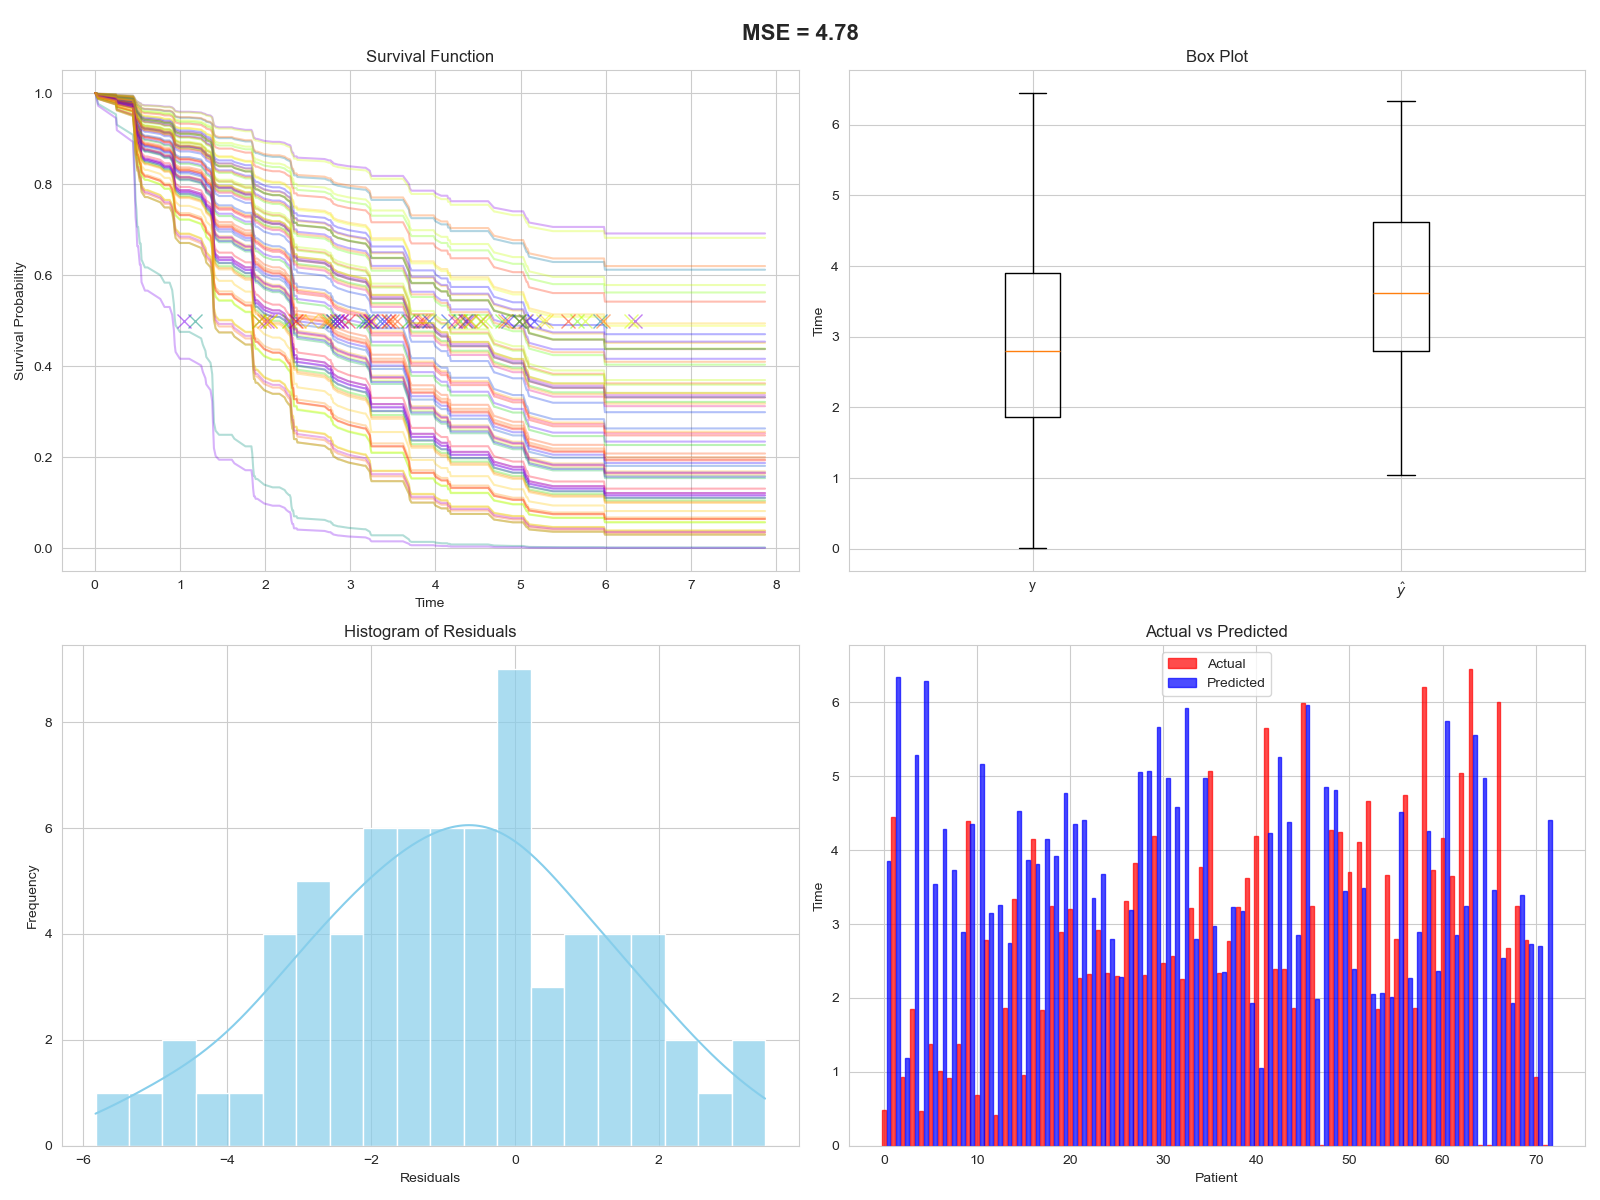 MSE = 4.78
Survival Function
Survival Probability
1.0
0.8
0.6
0.4
0.2
0.0
0 1 2 3 4 5 6 7 8
Time
Box Plot
Time
6
5
4
3
2
1
0
y ŷ
Histogram of Residuals
Frequency
8
6
4
2
0
−6 −4 −2 0 2
Residuals
Actual vs Predicted
Actual
Predicted
Time
6
5
4
3
2
1
0
0 10 20 30 40 50 60 70
Patient